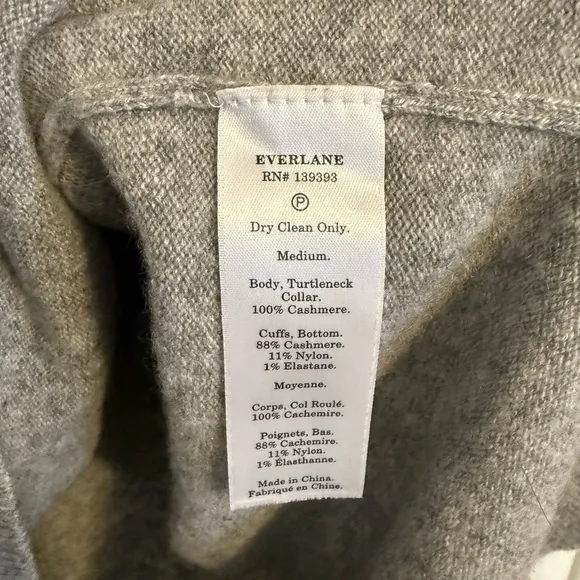 EVERLANE
RN# 139393
P
Dry Clean Only.
Medium.
Body, Turtleneck
Collar.
100% Cashmere.
Cuffs, Bottom.
88% Cashmere.
11% Nylon.
1% Elastane.
Moyenne.
Corps, Col Roulé.
100% Cachemire.
Poignets, Bas.
88% Cachemire.
11% Nylon.
1% Élasthanne.
Made in China.
Fabriqué en Chine.